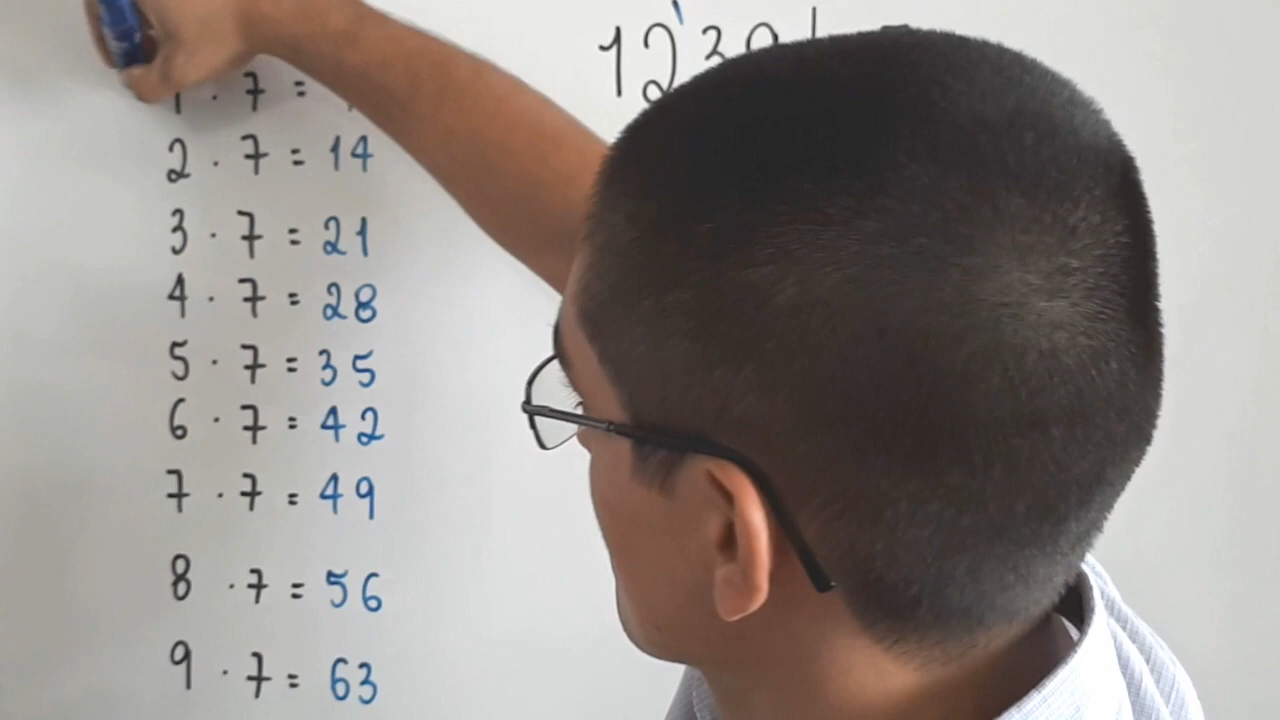 1 · 7 =
2 · 7 = 14
3 · 7 = 21
4 · 7 = 28
5 · 7 = 35
6 · 7 = 42
7 · 7 = 49
8 · 7 = 56
9 · 7 = 63